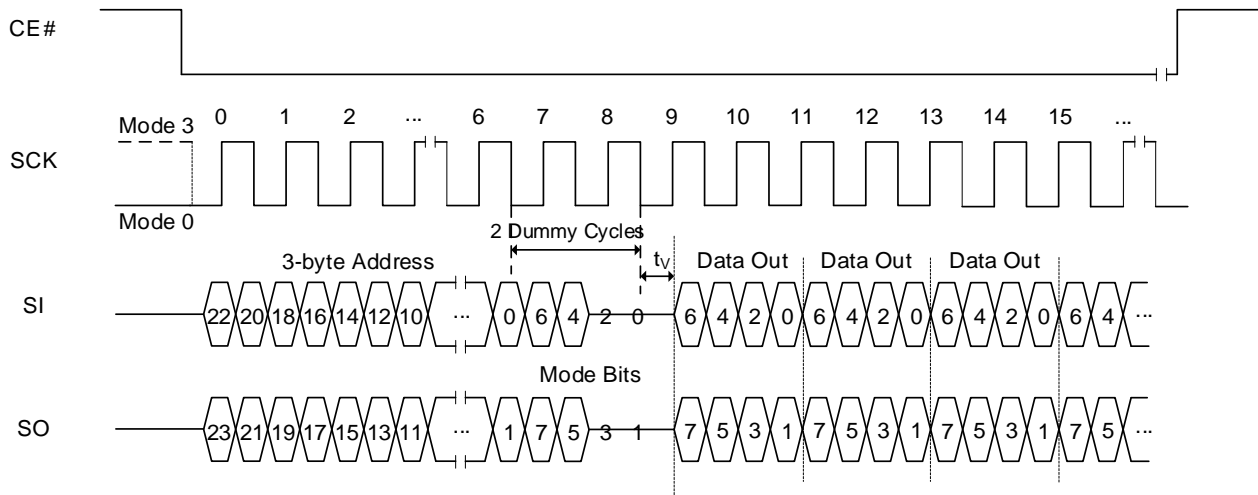 CE#
0 1 2 ... 6 7 8 9 10 11 12 13 14 15 ...
Mode 3
SCK
Mode 0
2 Dummy Cycles
tV
3-byte Address
Data Out Data Out Data Out
SI
22 20 18 16 14 12 10 ... 0 6 4 2 0 6 4 2 0 6 4 2 0 6 4 2 0 6 4 ...
Mode Bits
SO
23 21 19 17 15 13 11 ... 1 7 5 3 1 7 5 3 1 7 5 3 1 7 5 3 1 7 5 ...